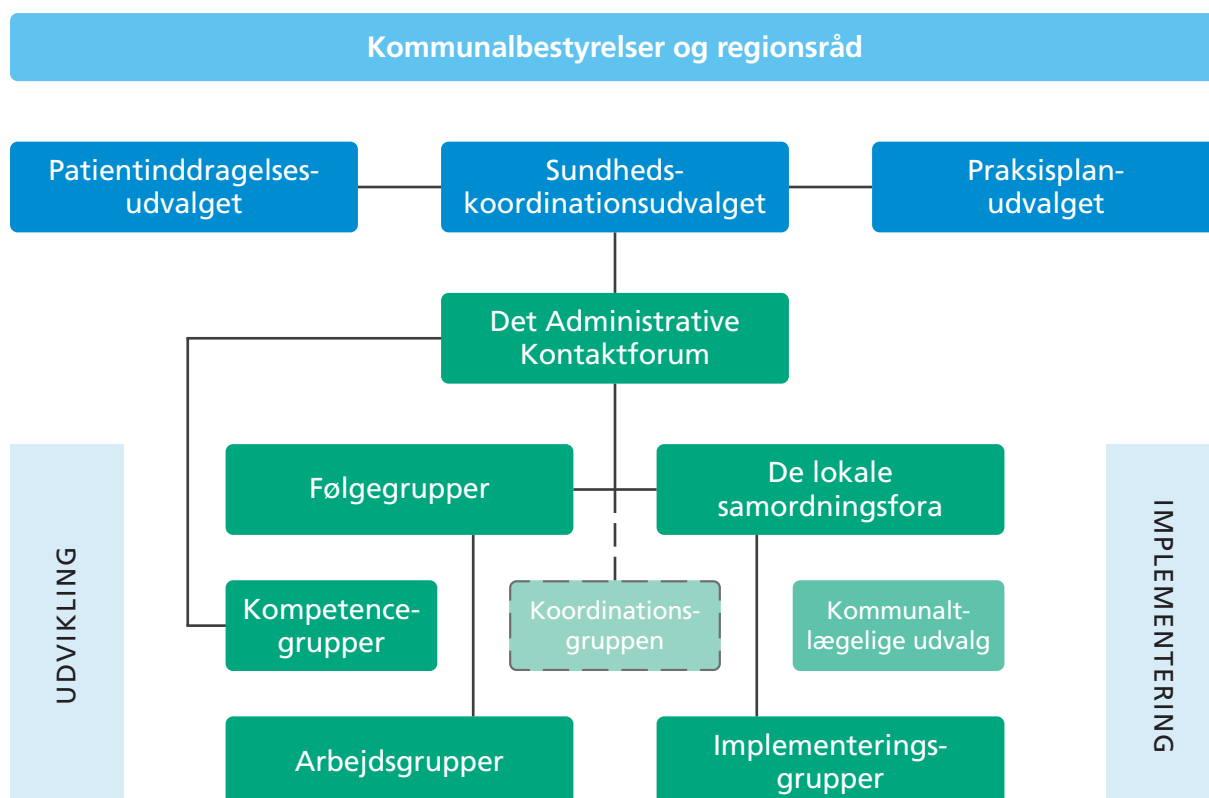 Kommunalbestyrelser og regionsråd
Patientinddragelses-
udvalget
Sundheds-
koordinationsudvalget
Praksisplan-
udvalget
Det Administrative
Kontaktforum
Følgegrupper
De lokale
samordningsfora
UDVIKLING
IMPLEMENTERING
Kompetence-
grupper
Koordinations-
gruppen
Kommunalt-
lægelige udvalg
Arbejdsgrupper
Implementerings-
grupper